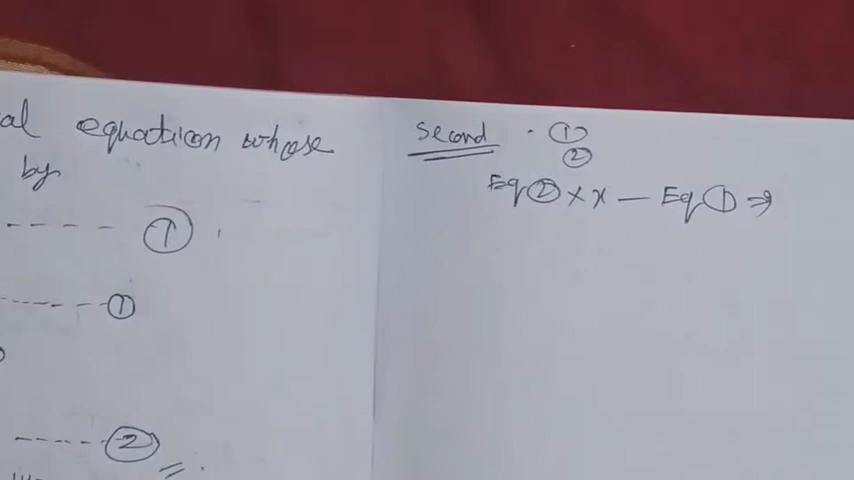 al equation whose
by
------ ①
------ ①
------ ②
Second . ①
②
Eq② × x — Eq① ⇒